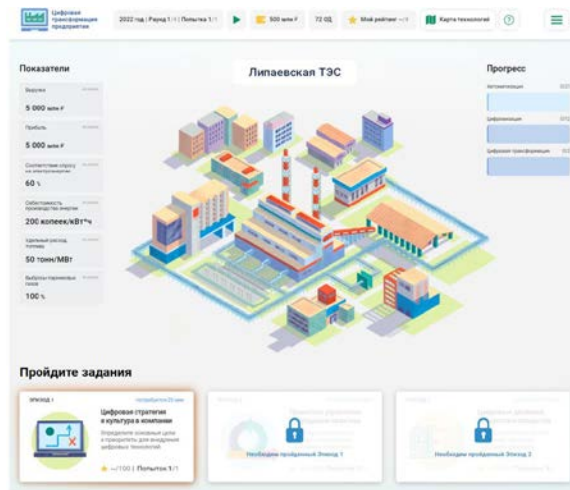 Цифровая
трансформация
предприятия
2022 год | Раунд 1/1 | Попытка 1/1
500 млн ₽
72 ОД
Мой рейтинг --/1
Карта технологий
?
Показатели
Липаевская ТЭС
Прогресс
Выручка
5 000 млн ₽
Прибыль
5 000 млн ₽
Соответствие спросу
на электроэнергию
60 %
Себестоимость
производства энергии
200 копеек/кВт*ч
Удельный расход
топлива
50 тонн/МВт
Выбросы парниковых
газов
100 %
Автоматизация
Цифровизация
Цифровая трансформация
Пройдите задания
ЭПИЗОД 1
Цифровая стратегия
и культура в компании
Определите основные цели
и приоритеты для внедрения
цифровых технологий
--/100 | Попыток 1/1
Необходим пройденный Эпизод 1
Необходим пройденный Эпизод 2